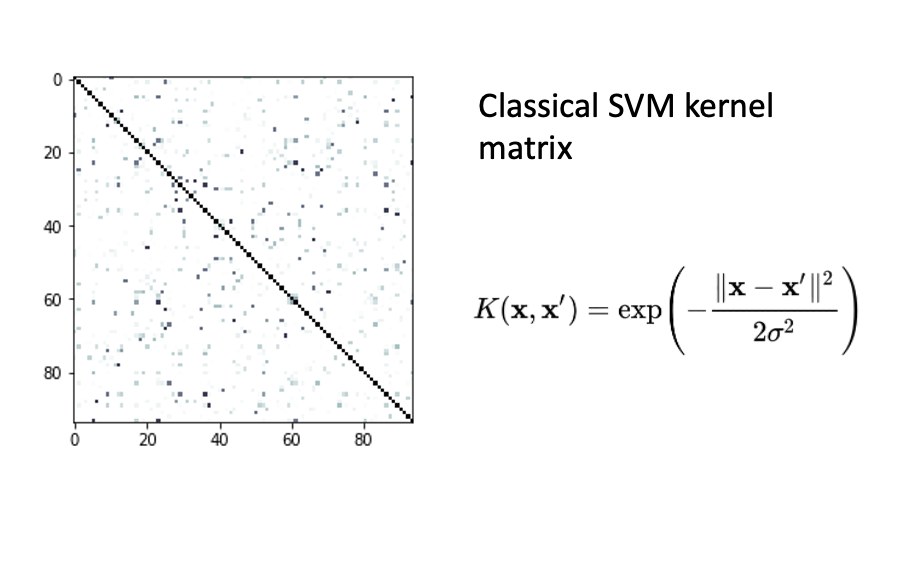 Classical SVM kernel
matrix
0
20
40
60
80
0 20 40 60 80
K(x, x′) = exp(−‖x − x′‖² / 2σ²)